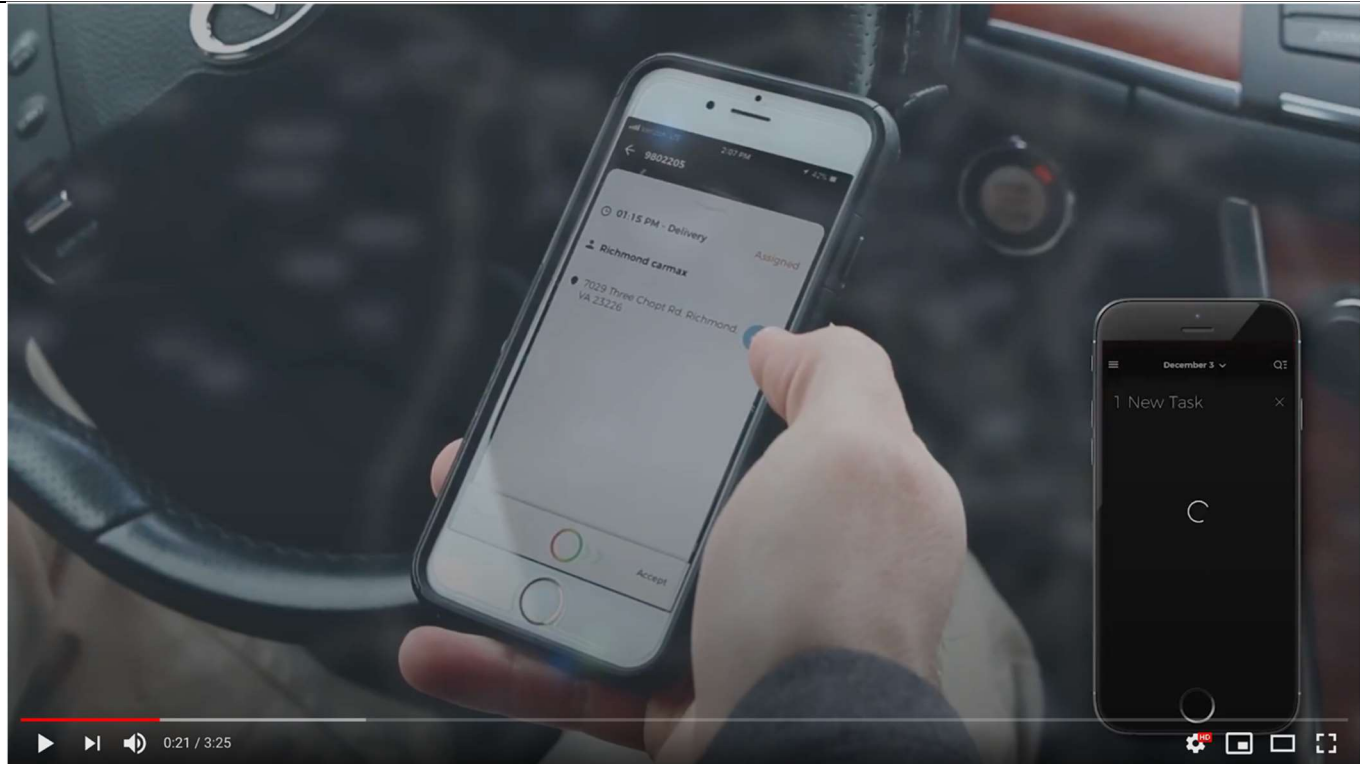 2:07 PM
42%
9802205
01:15 PM - Delivery
Assigned
Richmond carmax
7029 Three Chopt Rd, Richmond,
VA 23226
Accept
December 3
1 New Task
0:21 / 3:25
HD